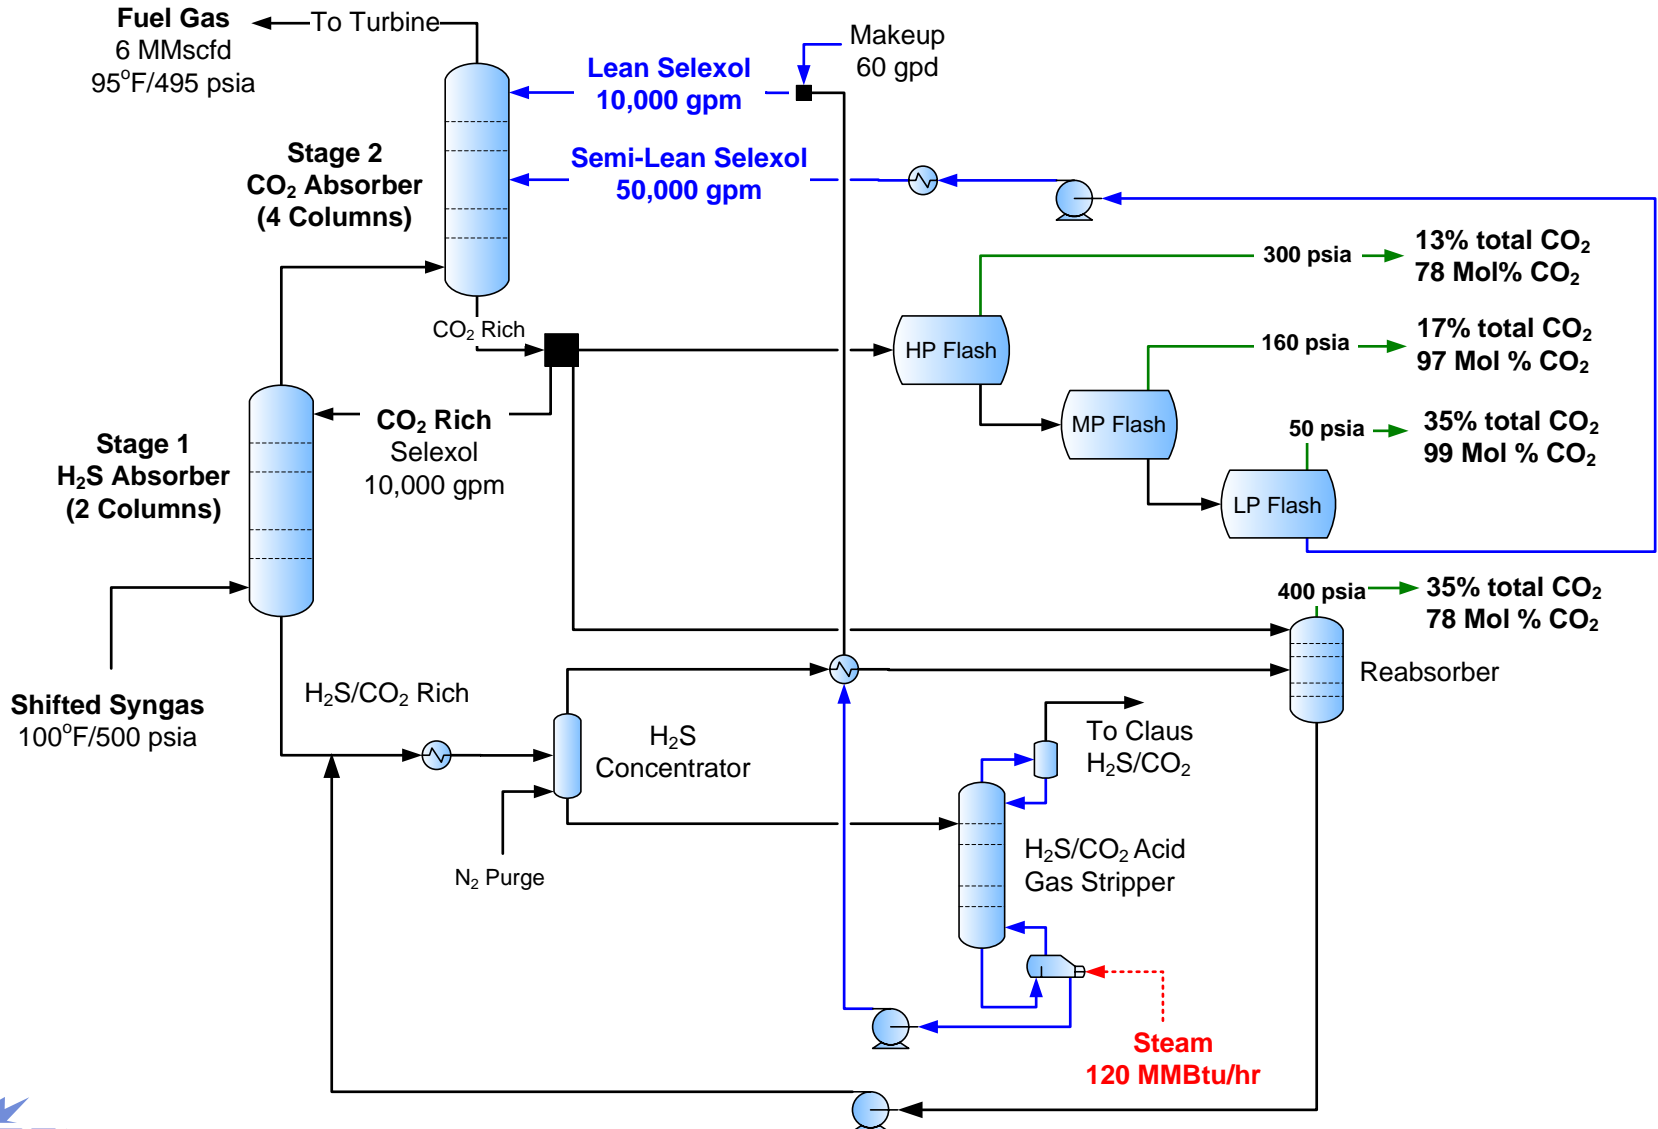 Fuel Gas
6 MMscfd
95°F/495 psia
To Turbine
Makeup
60 gpd
Lean Selexol
10,000 gpm
Stage 2
CO₂ Absorber
(4 Columns)
Semi-Lean Selexol
50,000 gpm
300 psia
13% total CO₂
78 Mol% CO₂
CO₂ Rich
HP Flash
160 psia
17% total CO₂
97 Mol % CO₂
MP Flash
50 psia
35% total CO₂
99 Mol % CO₂
LP Flash
CO₂ Rich
Selexol
10,000 gpm
Stage 1
H₂S Absorber
(2 Columns)
400 psia
35% total CO₂
78 Mol % CO₂
Reabsorber
Shifted Syngas
100°F/500 psia
H₂S/CO₂ Rich
H₂S
Concentrator
To Claus
H₂S/CO₂
N₂ Purge
H₂S/CO₂ Acid
Gas Stripper
Steam
120 MMBtu/hr